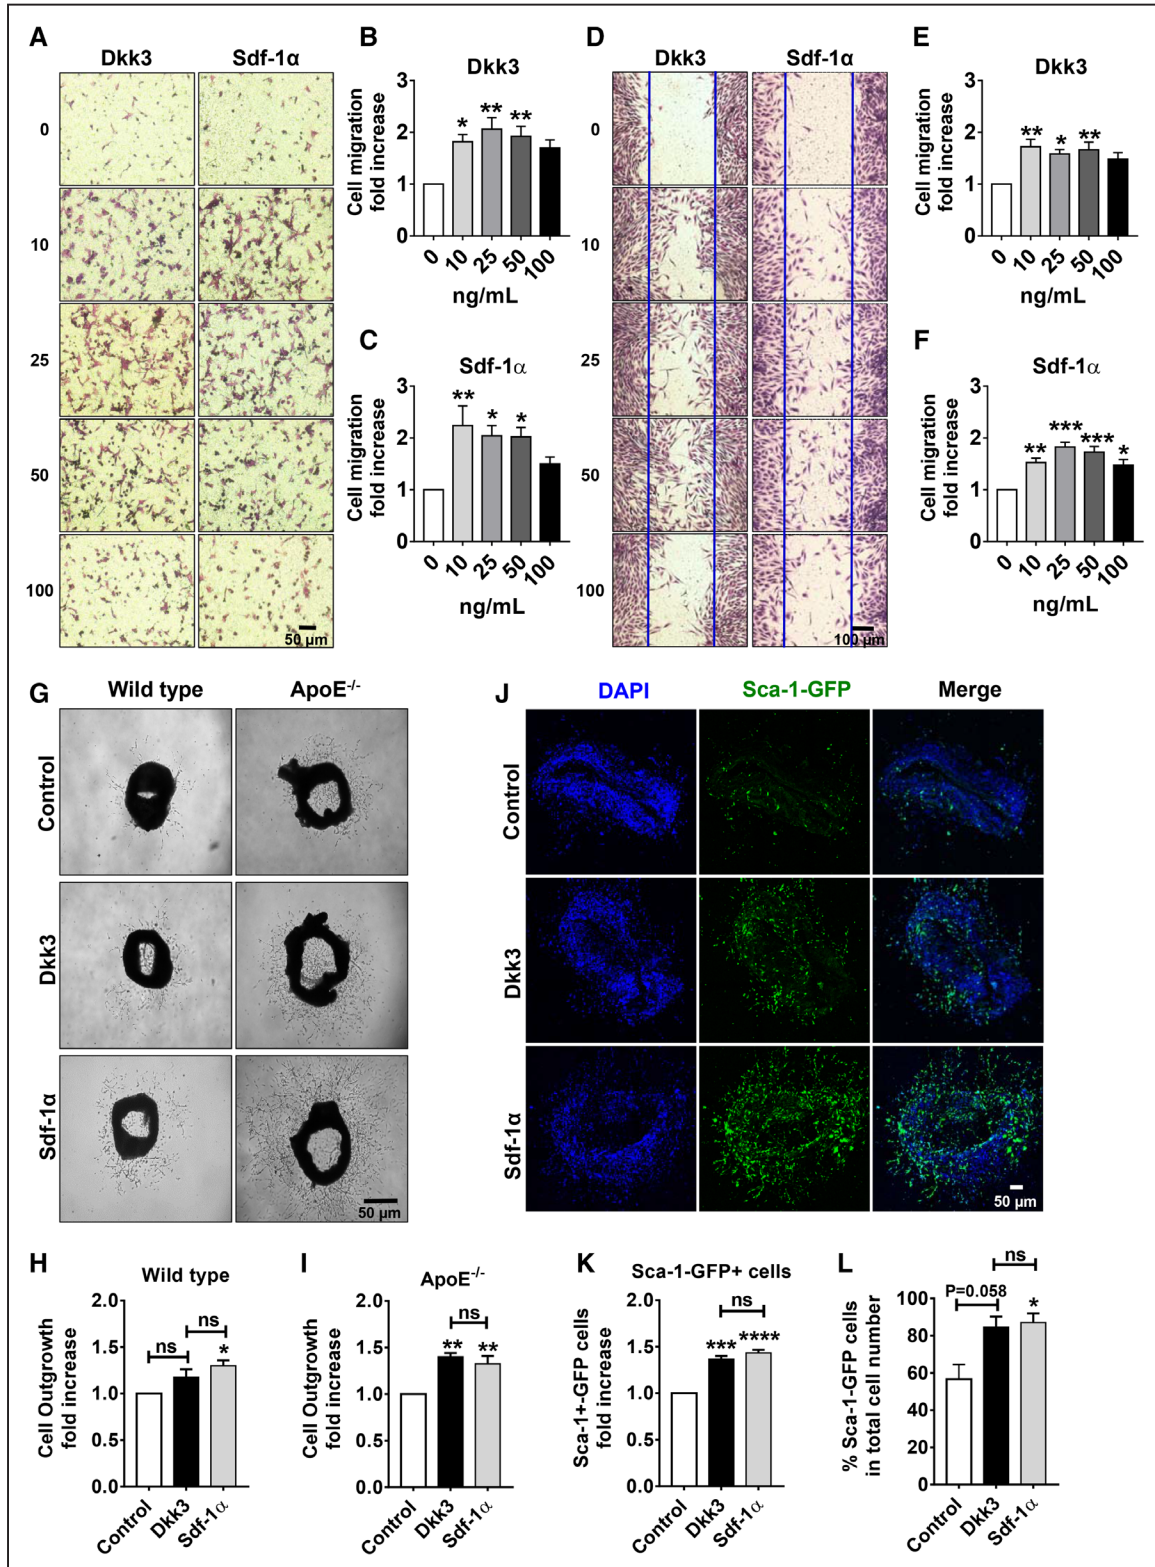 A
Dkk3 Sdf-1α
0
10
25
50
100
50 µm
B
Dkk3
Cell migration
fold increase
3
2
1
0
* ** **
0 10 25 50 100
ng/mL
C
Sdf-1α
Cell migration
fold increase
3
2
1
0
** * *
0 10 25 50 100
ng/mL
D
Dkk3 Sdf-1α
0
10
25
50
100
100 µm
E
Dkk3
Cell migration
fold increase
3
2
1
0
** * **
0 10 25 50 100
ng/mL
F
Sdf-1α
Cell migration
fold increase
3
2
1
0
** *** *** *
0 10 25 50 100
ng/mL
G
Wild type ApoE-/-
Control
Dkk3
Sdf-1α
50 µm
J
DAPI Sca-1-GFP Merge
Control
Dkk3
Sdf-1α
50 µm
H
Wild type
Cell Outgrowth
fold increase
2.0
1.5
1.0
0.5
0.0
ns
ns
*
Control Dkk3 Sdf-1α
I
ApoE-/-
Cell Outgrowth
fold increase
2.0
1.5
1.0
0.5
0.0
ns
** **
Control Dkk3 Sdf-1α
K
Sca-1-GFP+ cells
Sca-1+-GFP cells
fold increase
2.0
1.5
1.0
0.5
0.0
ns
*** ****
Control Dkk3 Sdf-1α
L
% Sca-1-GFP cells
in total cell number
100
80
60
40
20
0
ns
P=0.058
*
Control Dkk3 Sdf-1α